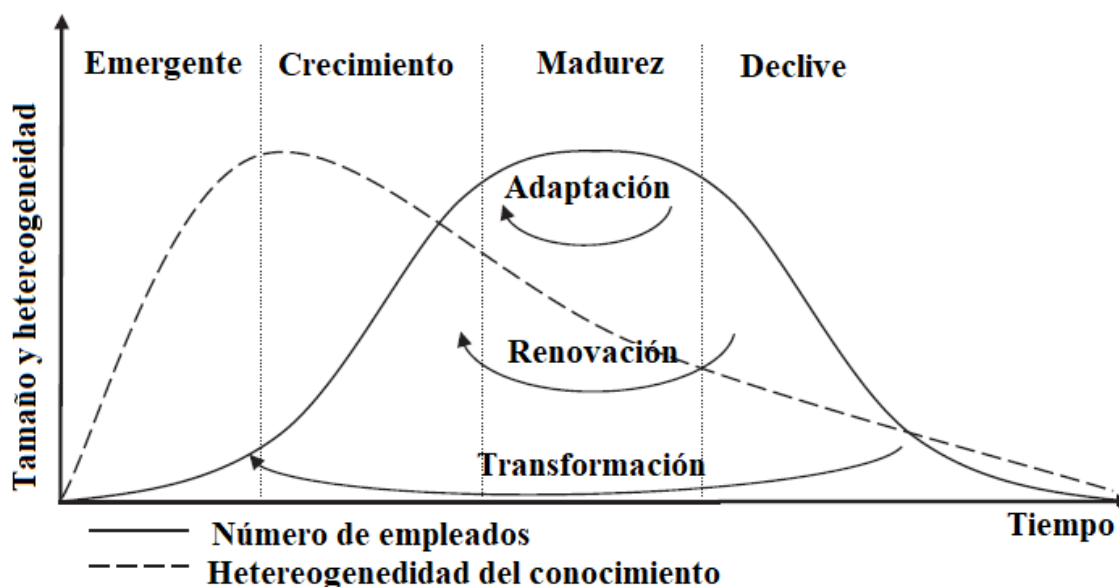 Emergente Crecimiento Madurez Declive
Tamaño y hetereogeneidad
Adaptación
Renovación
Transformación
Tiempo
Número de empleados
Hetereogenedidad del conocimiento